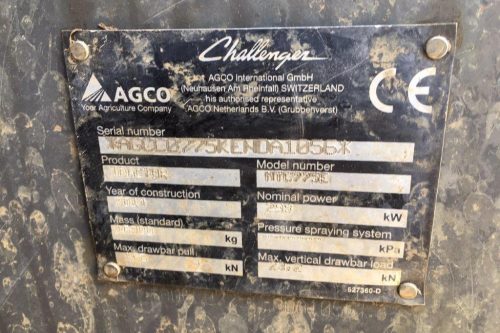 Challenger
AGCO International GmbH
(Neuhausen Am Rheinfall) SWITZERLAND
his authorised representative
AGCO Netherlands B.V. (Grubbenvorst)
AGCO
Your Agriculture Company
CE
Serial number
Product
Model number
Year of construction
Nominal power
kW
Mass (standard)
kg
Pressure spraying system
kPa
Max. drawbar pull
kN
Max. vertical drawbar load
kN
527360-D